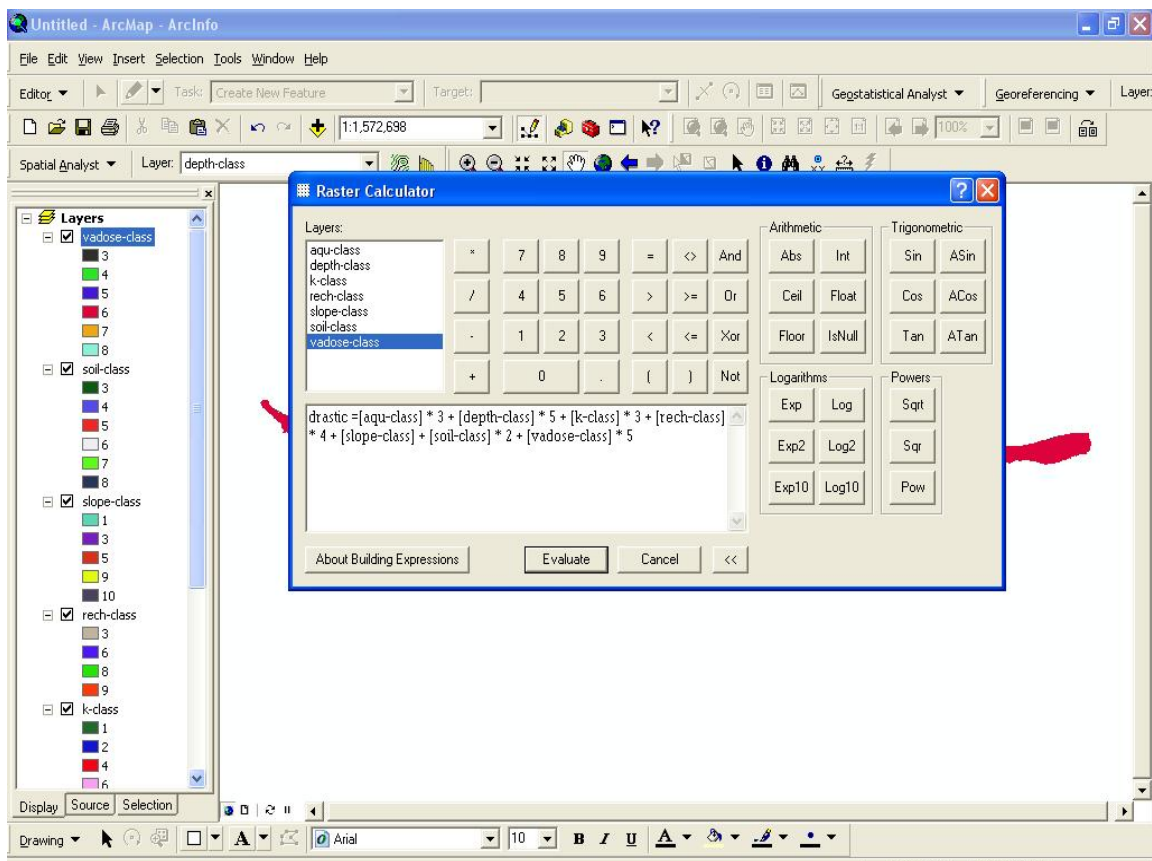 Untitled - ArcMap - ArcInfo
File Edit View Insert Selection Tools Window Help
Editor Task: Create New Feature Target: Geostatistical Analyst Georeferencing Layer:
1:1,572,698 100%
Spatial Analyst Layer: depth-class
Layers
vadose-class
3
4
5
6
7
8
soil-class
3
4
5
6
7
8
slope-class
1
3
5
9
10
rech-class
3
6
8
9
k-class
1
2
4
6
Display Source Selection
Raster Calculator
Layers:
aqu-class
depth-class
k-class
rech-class
slope-class
soil-class
vadose-class
* 7 8 9 = <> And
/ 4 5 6 > >= Or
- 1 2 3 < <= Xor
+ 0 . ( ) Not
Arithmetic
Abs Int
Ceil Float
Floor IsNull
Trigonometric
Sin ASin
Cos ACos
Tan ATan
Logarithms
Exp Log
Exp2 Log2
Exp10 Log10
Powers
Sqrt
Sqr
Pow
drastic =[aqu-class] * 3 + [depth-class] * 5 + [k-class] * 3 + [rech-class]
* 4 + [slope-class] + [soil-class] * 2 + [vadose-class] * 5
About Building Expressions Evaluate Cancel <<
Drawing A Arial 10 B I U A